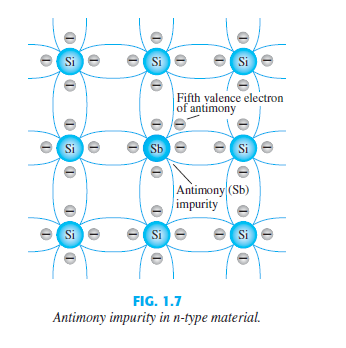 Si Si Si
Fifth valence electron
of antimony
Si Sb Si
Antimony (Sb)
impurity
Si Si Si
FIG. 1.7
Antimony impurity in n-type material.